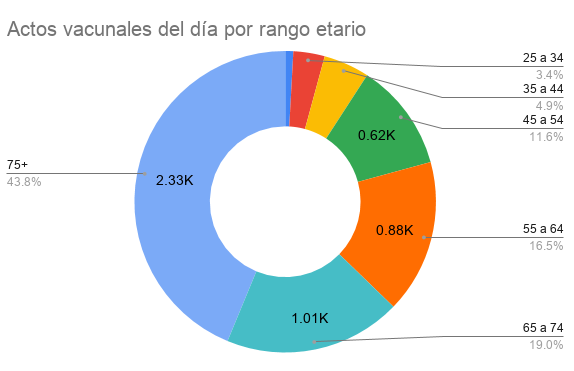 Actos vacunales del día por rango etario
25 a 34
3.4%
35 a 44
4.9%
45 a 54
11.6%
0.62K
75+
43.8%
2.33K
55 a 64
16.5%
0.88K
1.01K
65 a 74
19.0%